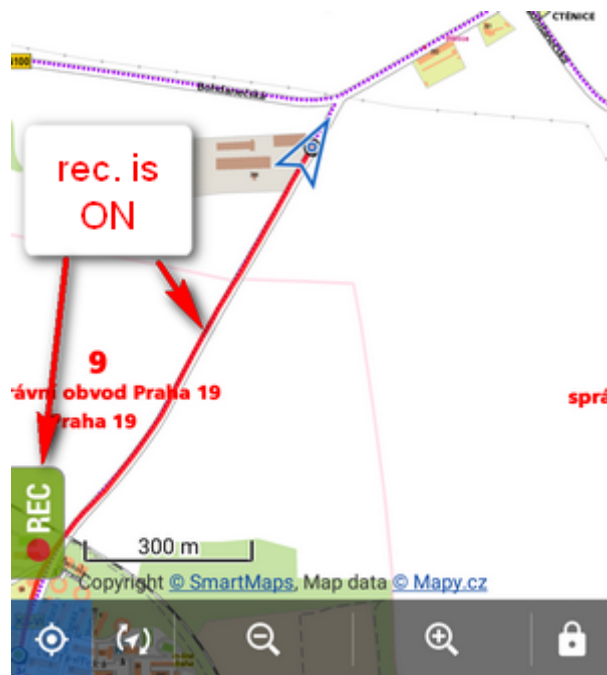 CTĚNICE
Bohdanečská
rec. is
ON
9
rávní obvod Praha 19
Praha 19
sprá
REC
300 m
Copyright © SmartMaps, Map data © Mapy.cz